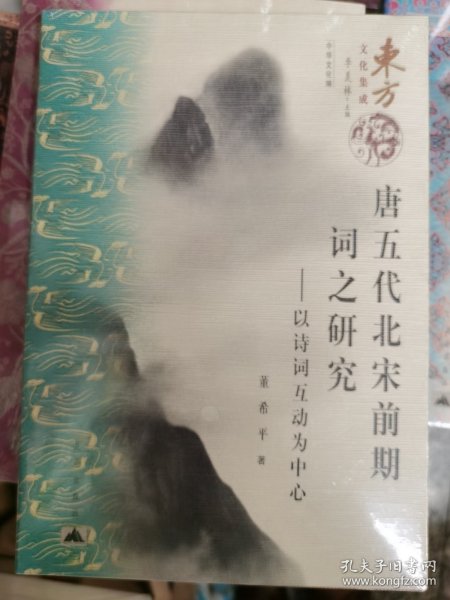 東方
文化集成
季羡林·主编
中华文化编
唐五代北宋前期
词之研究
——以诗词互动为中心
董希平 著
孔夫子旧书网
www.kongfz.com